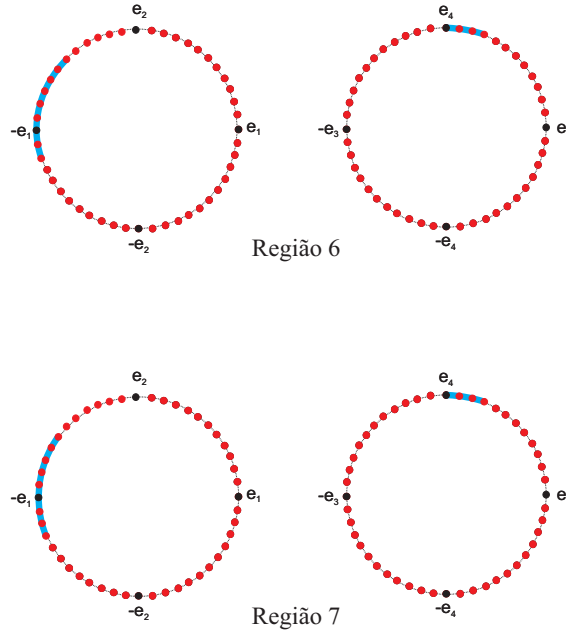 e₂ e₄
-e₁ e₁ -e₃ e
-e₂ -e₄
Região 6
e₂ e₄
-e₁ e₁ -e₃ e
-e₂ -e₄
Região 7